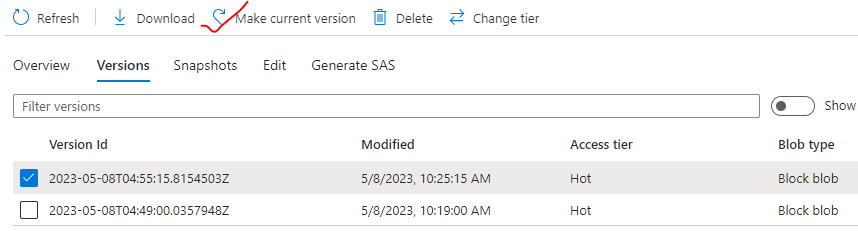 Refresh Download Make current version Delete Change tier
Overview Versions Snapshots Edit Generate SAS
Filter versions Show
Version Id Modified Access tier Blob type
2023-05-08T04:55:15.8154503Z 5/8/2023, 10:25:15 AM Hot Block blob
2023-05-08T04:49:00.0357948Z 5/8/2023, 10:19:00 AM Hot Block blob